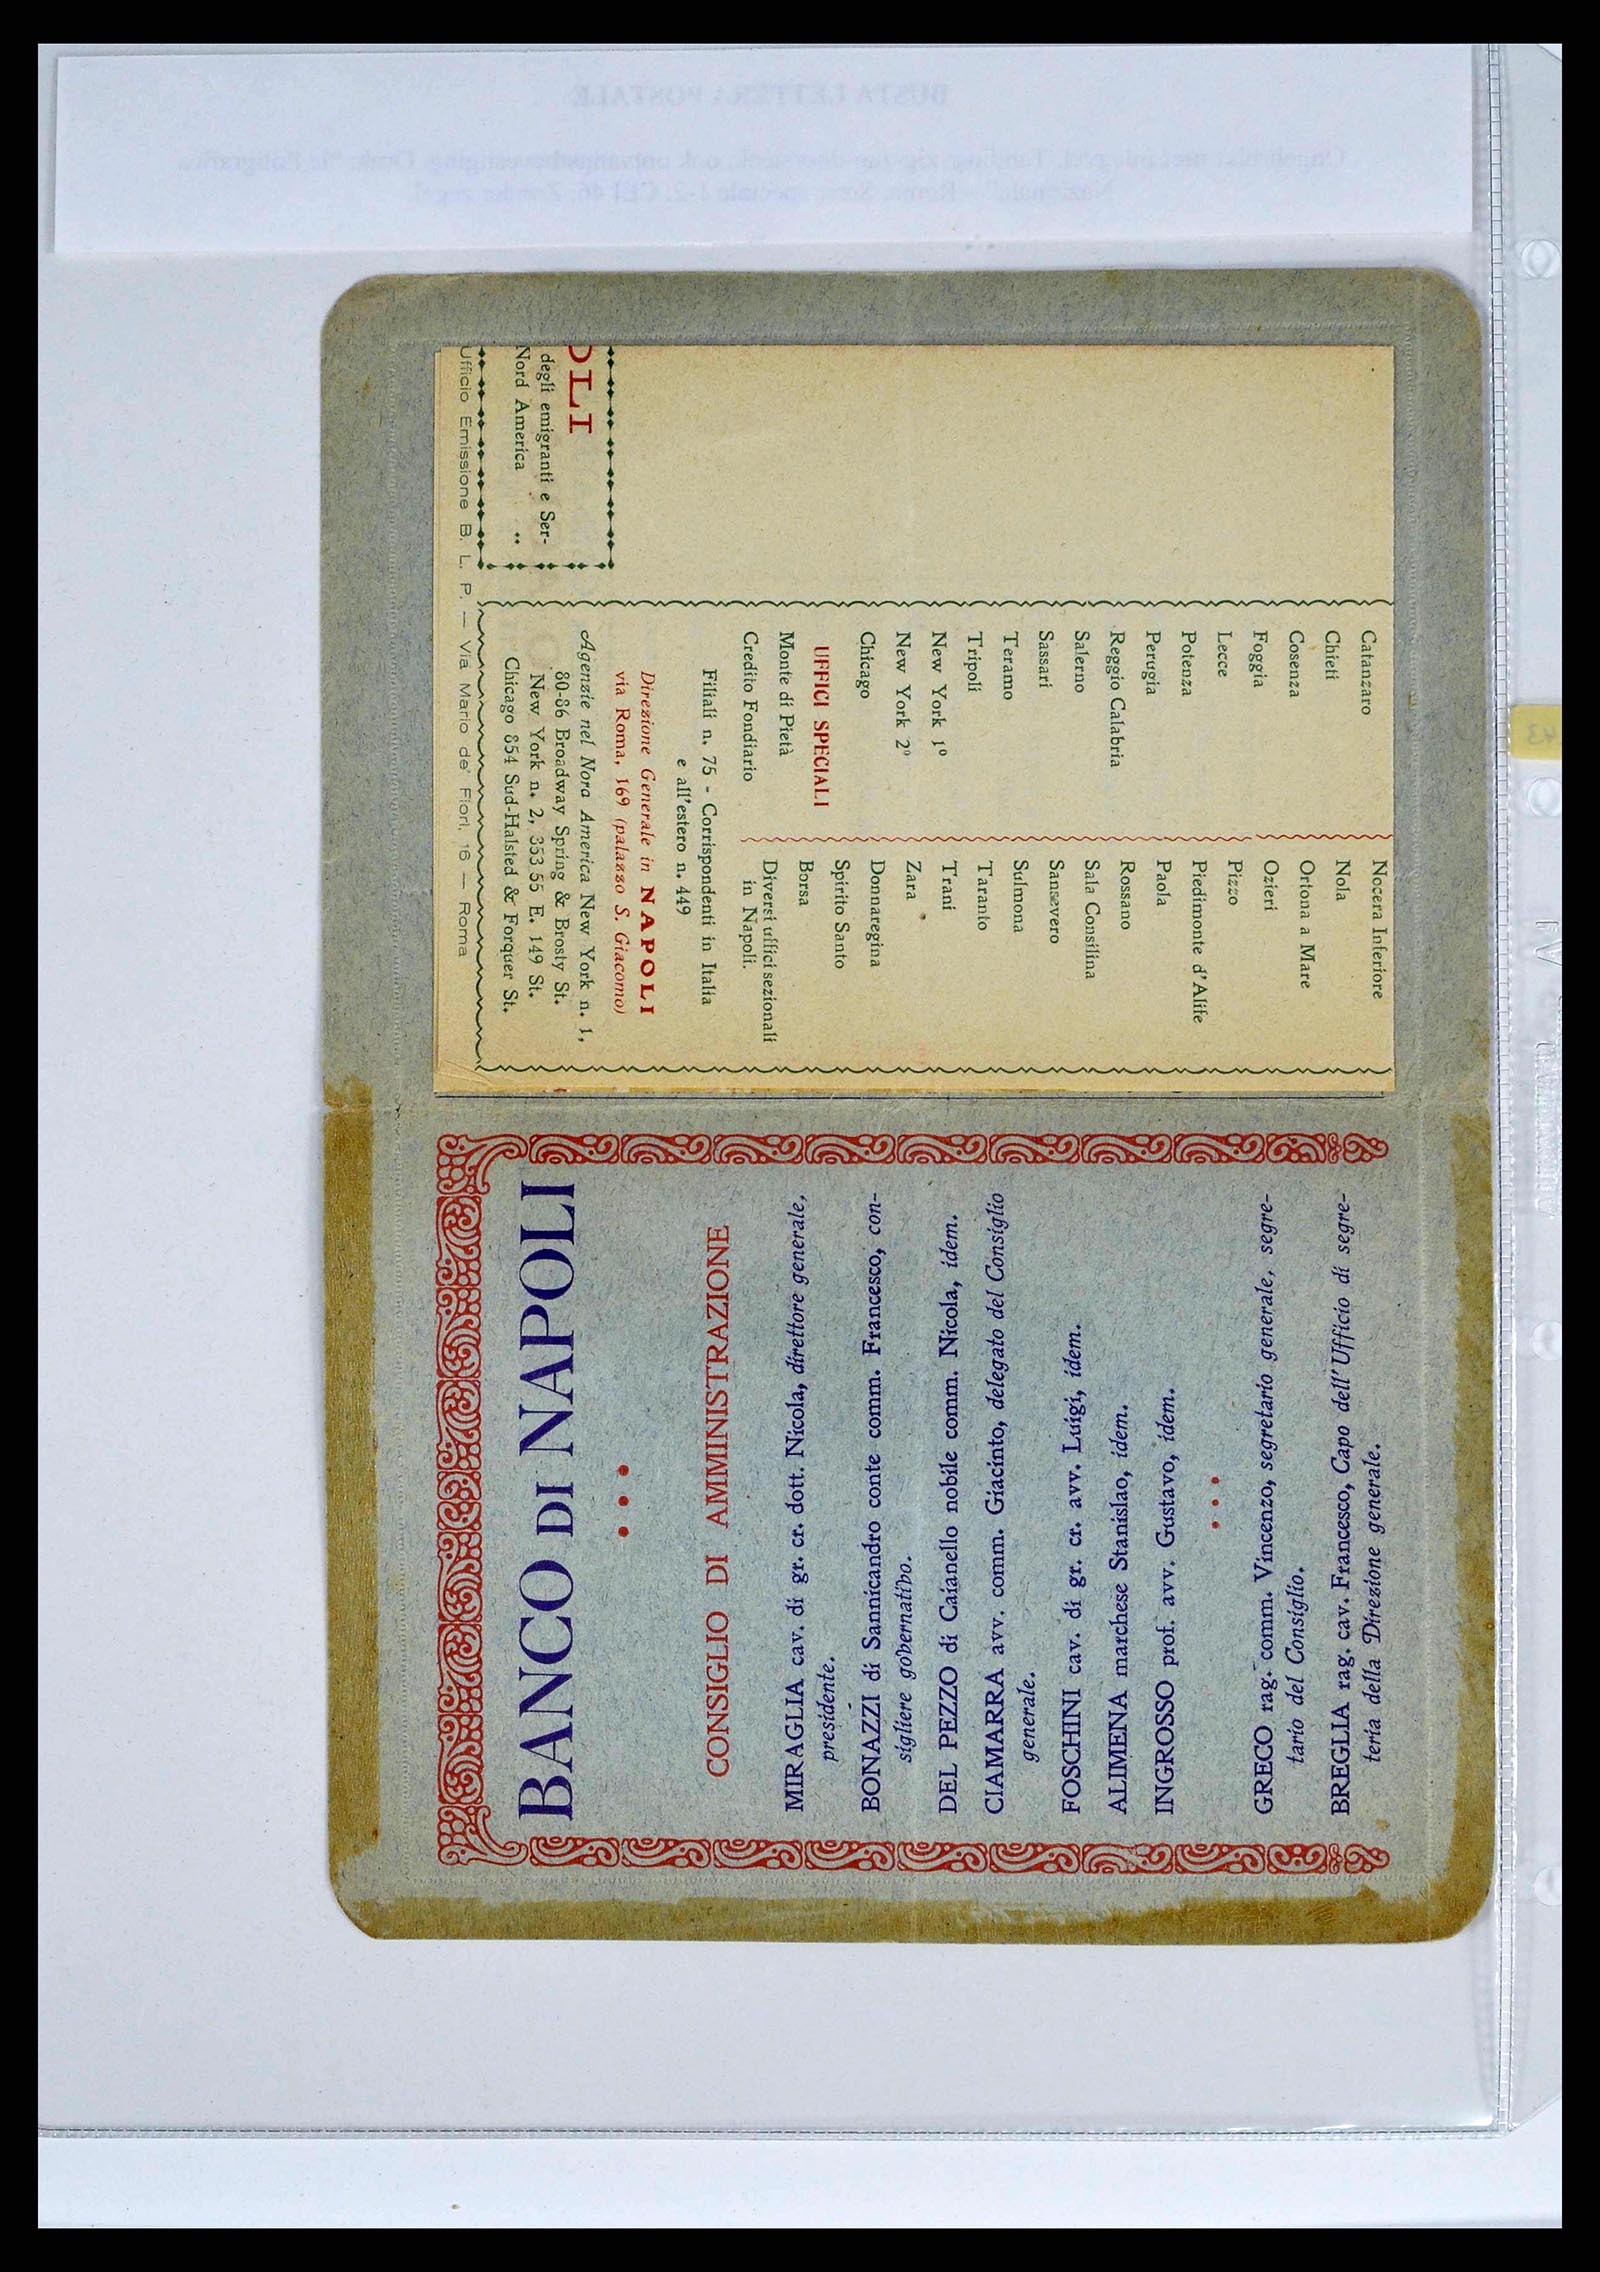 OLI
degli emigranti e Ser-
Nord America
Ufficio Emissione B. L. P. — Via Mario de' Fiori, 16 — Roma
Catanzaro
Chieti
Cosenza
Foggia
Lecce
Potenza
Perugia
Reggio Calabria
Salerno
Sassari
Teramo
Tripoli
New York 1º
New York 2º
Chicago
UFFICI SPECIALI
Monte di Pietà
Credito Fondiario
Nocera Inferiore
Nola
Ortona a Mare
Ozieri
Pizzo
Piedimonte d'Alife
Paola
Rossano
Sala Consilina
Sansevero
Sulmona
Taranto
Trani
Zara
Donnaregina
Spirito Santo
Borsa
Diversi uffici sezionali
in Napoli.
Filiali n. 75 - Corrispondenti in Italia
e all'estero n. 449
Direzione Generale in NAPOLI
via Roma, 169 (palazzo S. Giacomo)
Agenzie nel Nord America New York n. 1,
80-86 Broadway Spring & Brosty St.
New York n. 2, 353 55 E. 149 St.
Chicago 854 Sud-Halsted & Forquer St.
BANCO DI NAPOLI
CONSIGLIO DI AMMINISTRAZIONE
MIRAGLIA cav. di gr. cr. dott. Nicola, direttore generale,
presidente.
BONAZZI di Sannicandro conte comm. Francesco, con-
sigliere governativo.
DEL PEZZO di Caianello nobile comm. Nicola, idem.
CIAMARRA avv. comm. Giacinto, delegato del Consiglio
generale.
FOSCHINI cav. di gr. cr. avv. Luigi, idem.
ALIMENA marchese Stanislao, idem.
INGROSSO prof. avv. Gustavo, idem.
GRECO rag. comm. Vincenzo, segretario generale, segre-
tario del Consiglio.
BREGLIA rag. cav. Francesco, Capo dell'Ufficio di segre-
teria della Direzione generale.
BUSTA LETTERA POSTALE
43